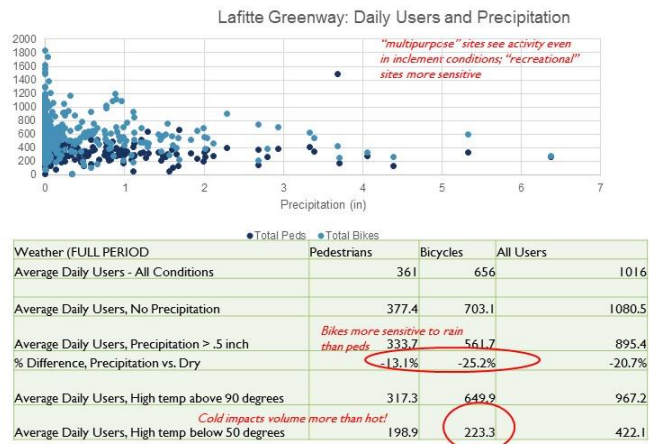 Lafitte Greenway: Daily Users and Precipitation
"multipurpose" sites see activity even
in inclement conditions; "recreational"
sites more sensitive
2000
1800
1600
1400
1200
1000
800
600
400
200
0
0 1 2 3 4 5 6 7
Precipitation (in)
Total Peds Total Bikes
Weather (FULL PERIOD Pedestrians Bicycles All Users
Average Daily Users - All Conditions 361 656 1016
Average Daily Users, No Precipitation 377.4 703.1 1080.5
Bikes more sensitive to rain
than peds
Average Daily Users, Precipitation > .5 inch 333.7 561.7 895.4
% Difference, Precipitation vs. Dry -13.1% -25.2% -20.7%
Average Daily Users, High temp above 90 degrees 317.3 649.9 967.2
Cold impacts volume more than hot!
Average Daily Users, High temp below 50 degrees 198.9 223.3 422.1